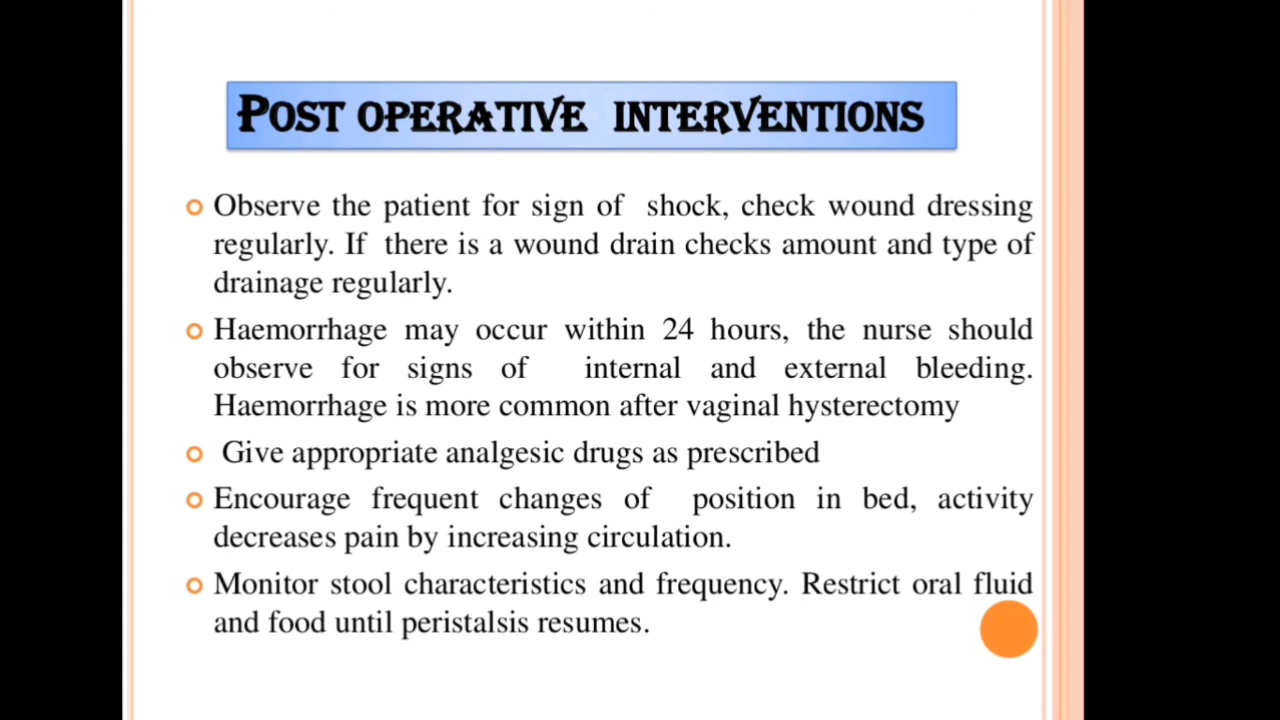 POST OPERATIVE INTERVENTIONS
Observe the patient for sign of shock, check wound dressing
regularly. If there is a wound drain checks amount and type of
drainage regularly.
Haemorrhage may occur within 24 hours, the nurse should
observe for signs of internal and external bleeding.
Haemorrhage is more common after vaginal hysterectomy
Give appropriate analgesic drugs as prescribed
Encourage frequent changes of position in bed, activity
decreases pain by increasing circulation.
Monitor stool characteristics and frequency. Restrict oral fluid
and food until peristalsis resumes.